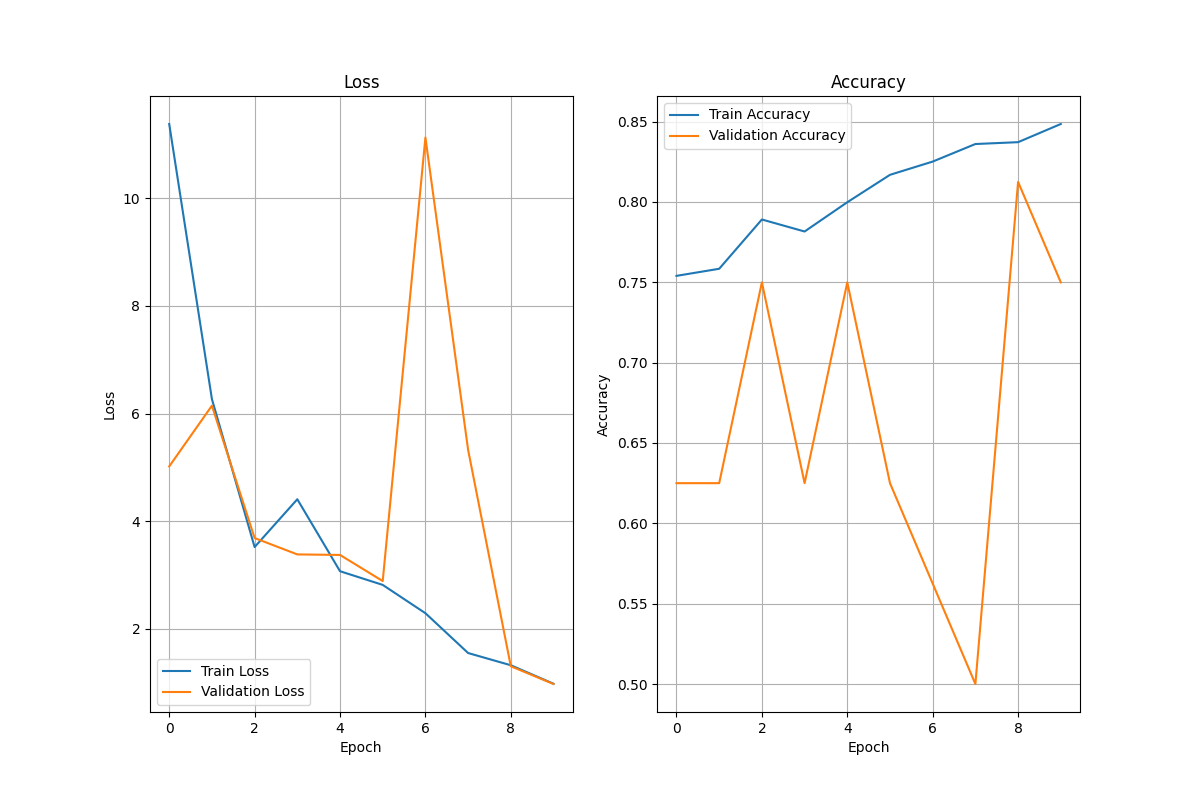 Loss
10
8
6
4
2
Loss
Train Loss
Validation Loss
0 2 4 6 8
Epoch
Accuracy
Train Accuracy
Validation Accuracy
0.85
0.80
0.75
0.70
0.65
0.60
0.55
0.50
Accuracy
0 2 4 6 8
Epoch